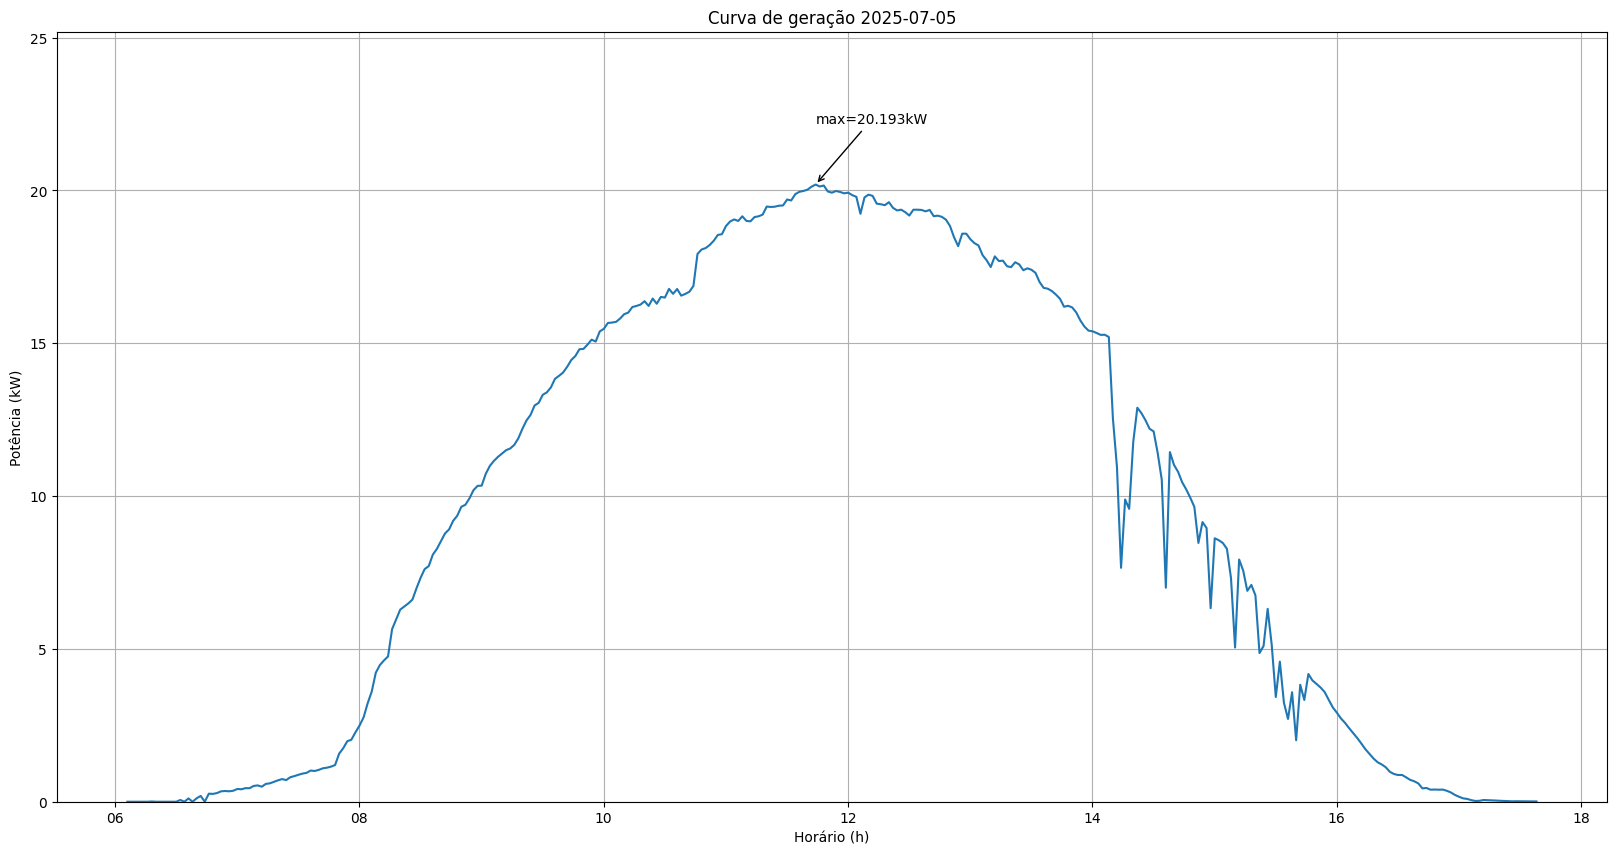 Curva de geração 2025-07-05
25
max=20.193kW
20
15
Potência (kW)
10
5
0
06 08 10 12 14 16 18
Horário (h)